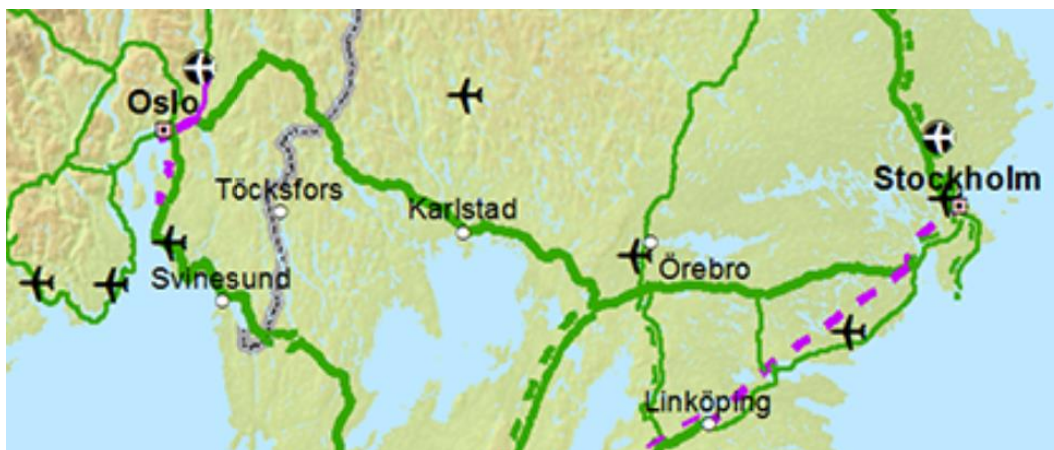 Oslo
Stockholm
Töcksfors
Karlstad
Örebro
Svinesund
Linköping